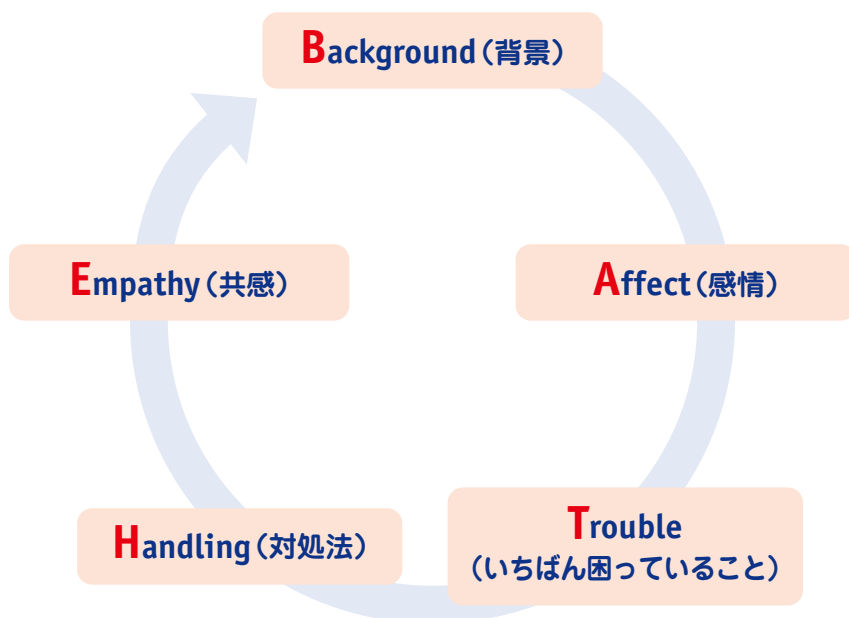 Background(背景)
Affect(感情)
Trouble
(いちばん困っていること)
Handling(対処法)
Empathy(共感)